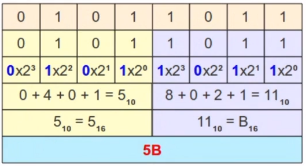 0 1 0 1 1 0 1 1
0 1 0 1 1 0 1 1
0x2³ 1x2² 0x2¹ 1x2⁰ 1x2³ 0x2² 1x2¹ 1x2⁰
0 + 4 + 0 + 1 = 5₁₀ 8 + 0 + 2 + 1 = 11₁₀
5₁₀ = 5₁₆ 11₁₀ = B₁₆
5B